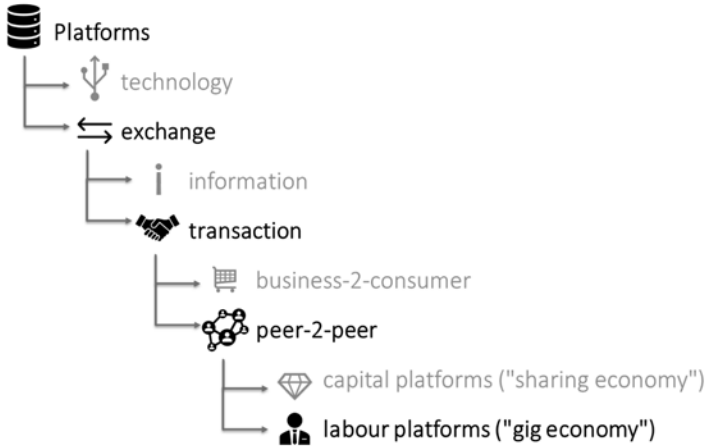 Platforms
technology
exchange
information
transaction
business-2-consumer
peer-2-peer
capital platforms ("sharing economy")
labour platforms ("gig economy")